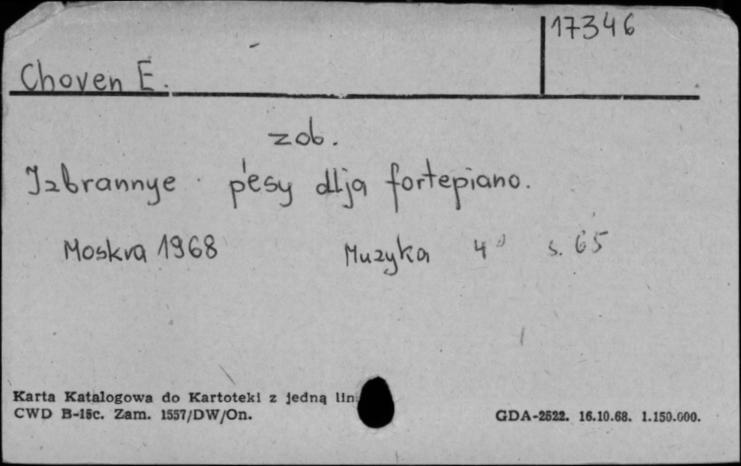 17346
Choven E.
zob.
Izbrannye p'esy dlja fortepiano.
Moskva 1968 Muzyka 4° s. 65
Karta Katalogowa do Kartoteki z jedną lin
CWD B-15c. Zam. 1557/DW/On. GDA-2522. 16.10.68. 1.150.000.